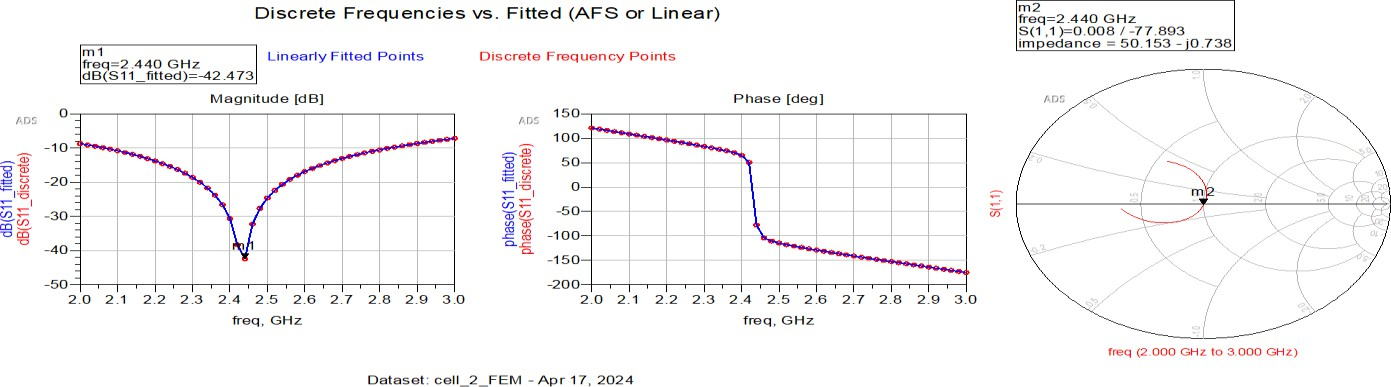 Discrete Frequencies vs. Fitted (AFS or Linear)
m1
freq=2.440 GHz
dB(S11_fitted)=-42.473
Linearly Fitted Points
Discrete Frequency Points
m2
freq=2.440 GHz
S(1,1)=0.008 / -77.893
impedance = 50.153 - j0.738
Magnitude [dB]
ADS
dB(S11_fitted)
dB(S11_discrete)
0
-10
-20
-30
-40
-50
m1
2.0 2.1 2.2 2.3 2.4 2.5 2.6 2.7 2.8 2.9 3.0
freq, GHz
Phase [deg]
ADS
phase(S11_fitted)
phase(S11_discrete)
150
100
50
0
-50
-100
-150
-200
2.0 2.1 2.2 2.3 2.4 2.5 2.6 2.7 2.8 2.9 3.0
freq, GHz
ADS
S(1,1)
m2
freq (2.000 GHz to 3.000 GHz)
Dataset: cell_2_FEM - Apr 17, 2024